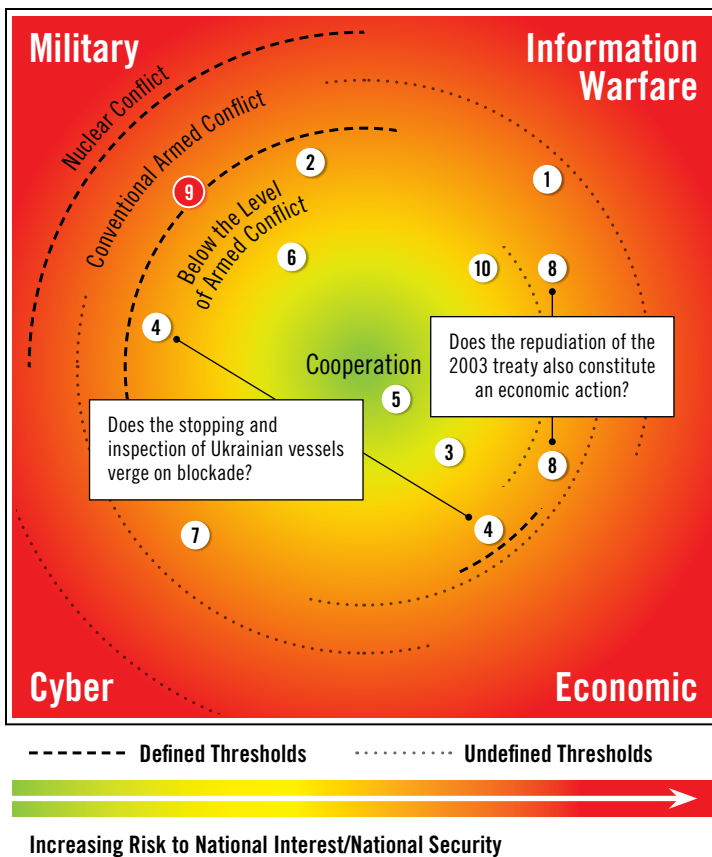 Military
Information
Warfare
Nuclear Conflict
Conventional Armed Conflict
Below the Level
of Armed Conflict
2
1
9
6
10
8
4
Cooperation
Does the repudiation of the
2003 treaty also constitute
an economic action?
5
Does the stopping and
inspection of Ukrainian vessels
verge on blockade?
3
8
4
7
Cyber
Economic
Defined Thresholds
Undefined Thresholds
Increasing Risk to National Interest/National Security